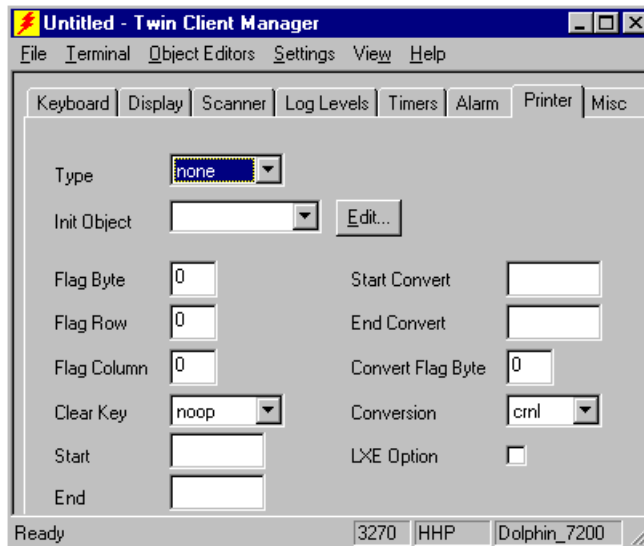 Untitled - Twin Client Manager
File Terminal Object Editors Settings View Help
Keyboard Display Scanner Log Levels Timers Alarm Printer Misc
Type none
Init Object Edit...
Flag Byte 0 Start Convert
Flag Row 0 End Convert
Flag Column 0 Convert Flag Byte 0
Clear Key noop Conversion crnl
Start LXE Option
End
Ready 3270 HHP Dolphin_7200